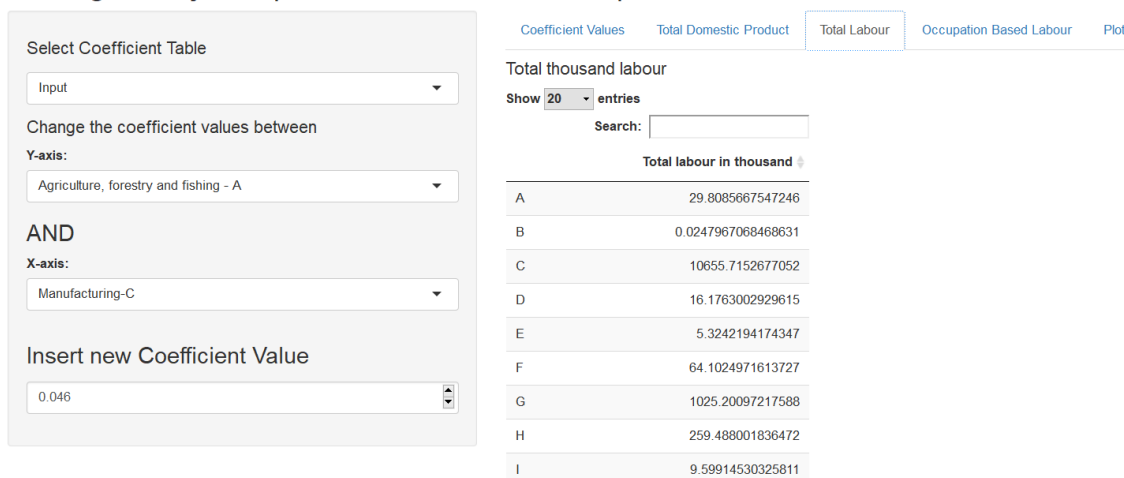 Select Coefficient Table
Input
Change the coefficient values between
Y-axis:
Agriculture, forestry and fishing - A
AND
X-axis:
Manufacturing-C
Insert new Coefficient Value
0.046
Coefficient Values Total Domestic Product Total Labour Occupation Based Labour Plot
Total thousand labour
Show 20 entries
Search:
Total labour in thousand
A 29.8085667547246
B 0.0247967068468631
C 10655.7152677052
D 16.1763002929615
E 5.3242194174347
F 64.1024971613727
G 1025.20097217588
H 259.488001836472
I 9.59914530325811